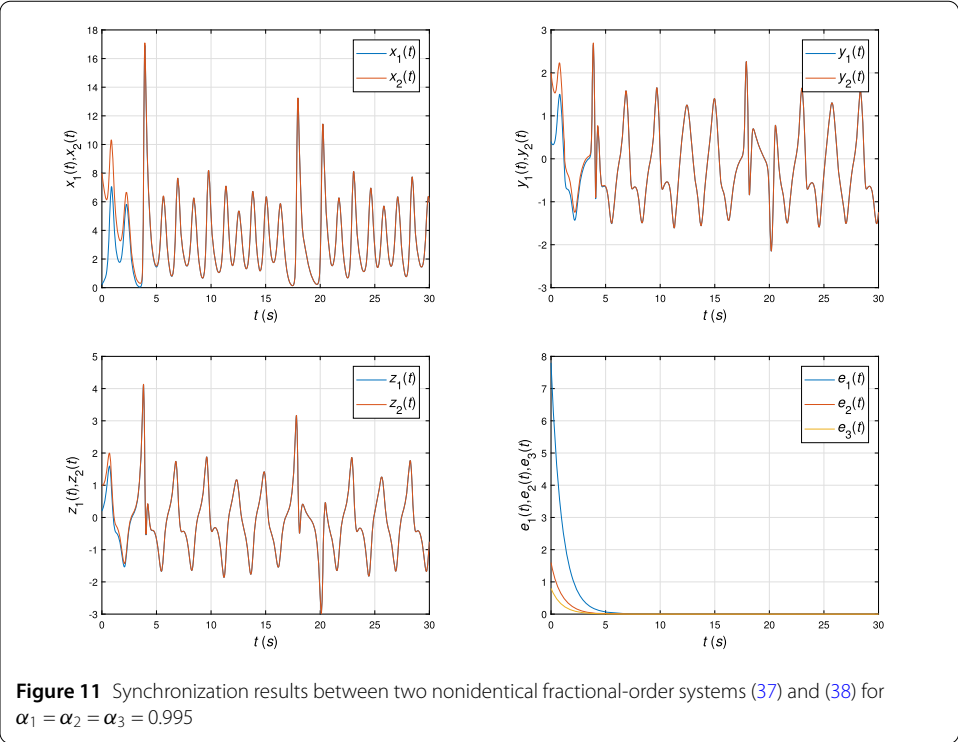 18
16
14
12
10
8
6
4
2
0
0 5 10 15 20 25 30
x₁(t),x₂(t)
t (s)
x₁(t)
x₂(t)
3
2
1
0
-1
-2
-3
0 5 10 15 20 25 30
y₁(t),y₂(t)
t (s)
y₁(t)
y₂(t)
5
4
3
2
1
0
-1
-2
-3
0 5 10 15 20 25 30
z₁(t),z₂(t)
t (s)
z₁(t)
z₂(t)
8
7
6
5
4
3
2
1
0
0 5 10 15 20 25 30
e₁(t),e₂(t),e₃(t)
t (s)
e₁(t)
e₂(t)
e₃(t)
Figure 11 Synchronization results between two nonidentical fractional-order systems (37) and (38) for
α₁ = α₂ = α₃ = 0.995